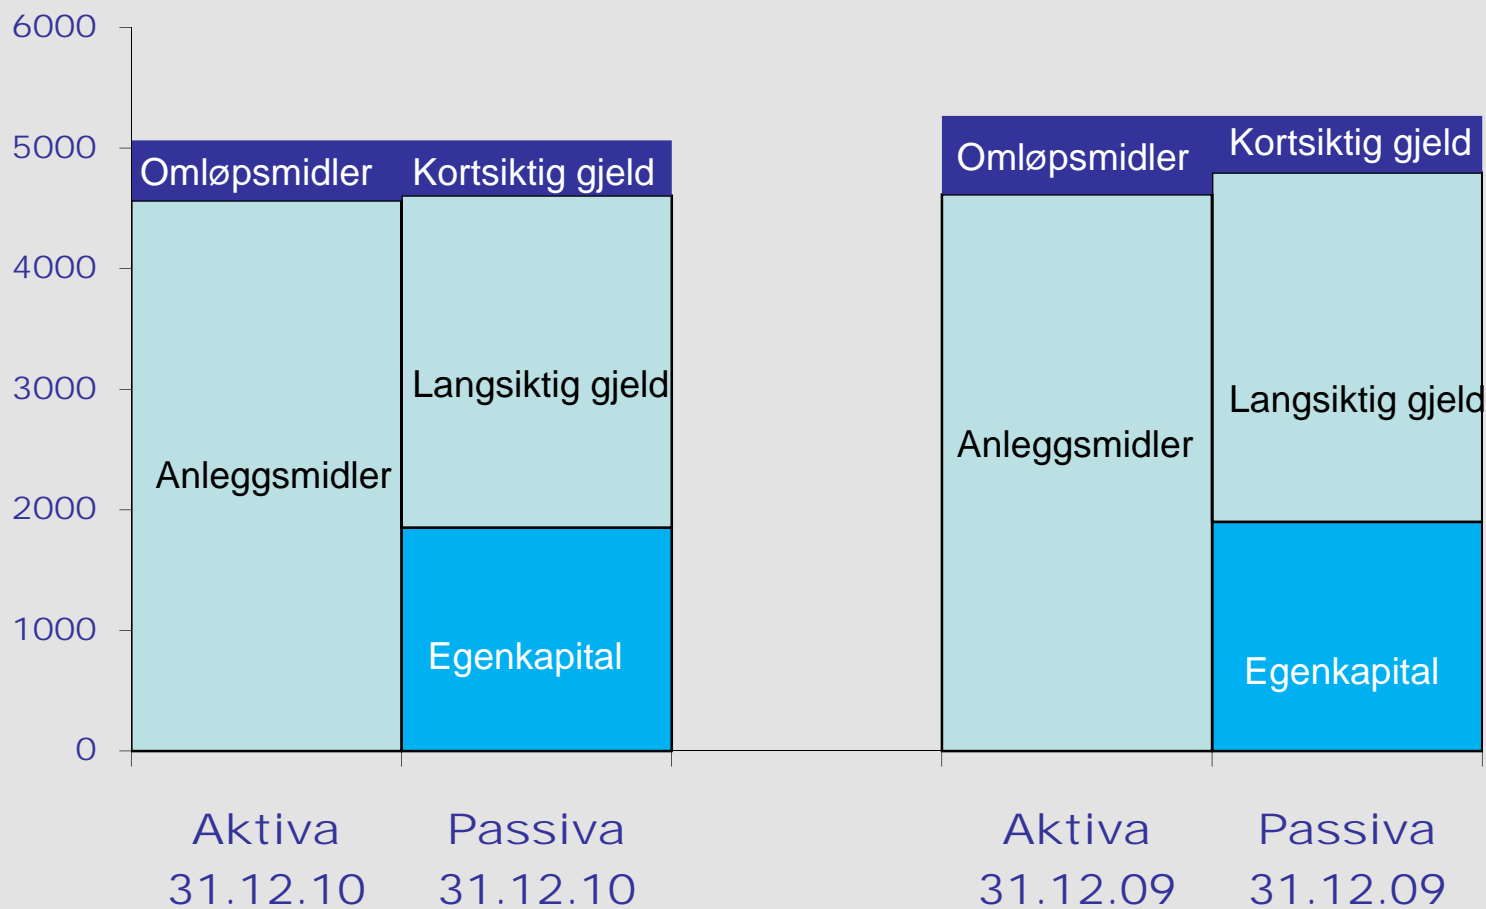 6000
5000
4000
3000
2000
1000
0
Omløpsmidler
Kortsiktig gjeld
Anleggsmidler
Langsiktig gjeld
Egenkapital
Omløpsmidler
Kortsiktig gjeld
Anleggsmidler
Langsiktig gjeld
Egenkapital
Aktiva
31.12.10
Passiva
31.12.10
Aktiva
31.12.09
Passiva
31.12.09